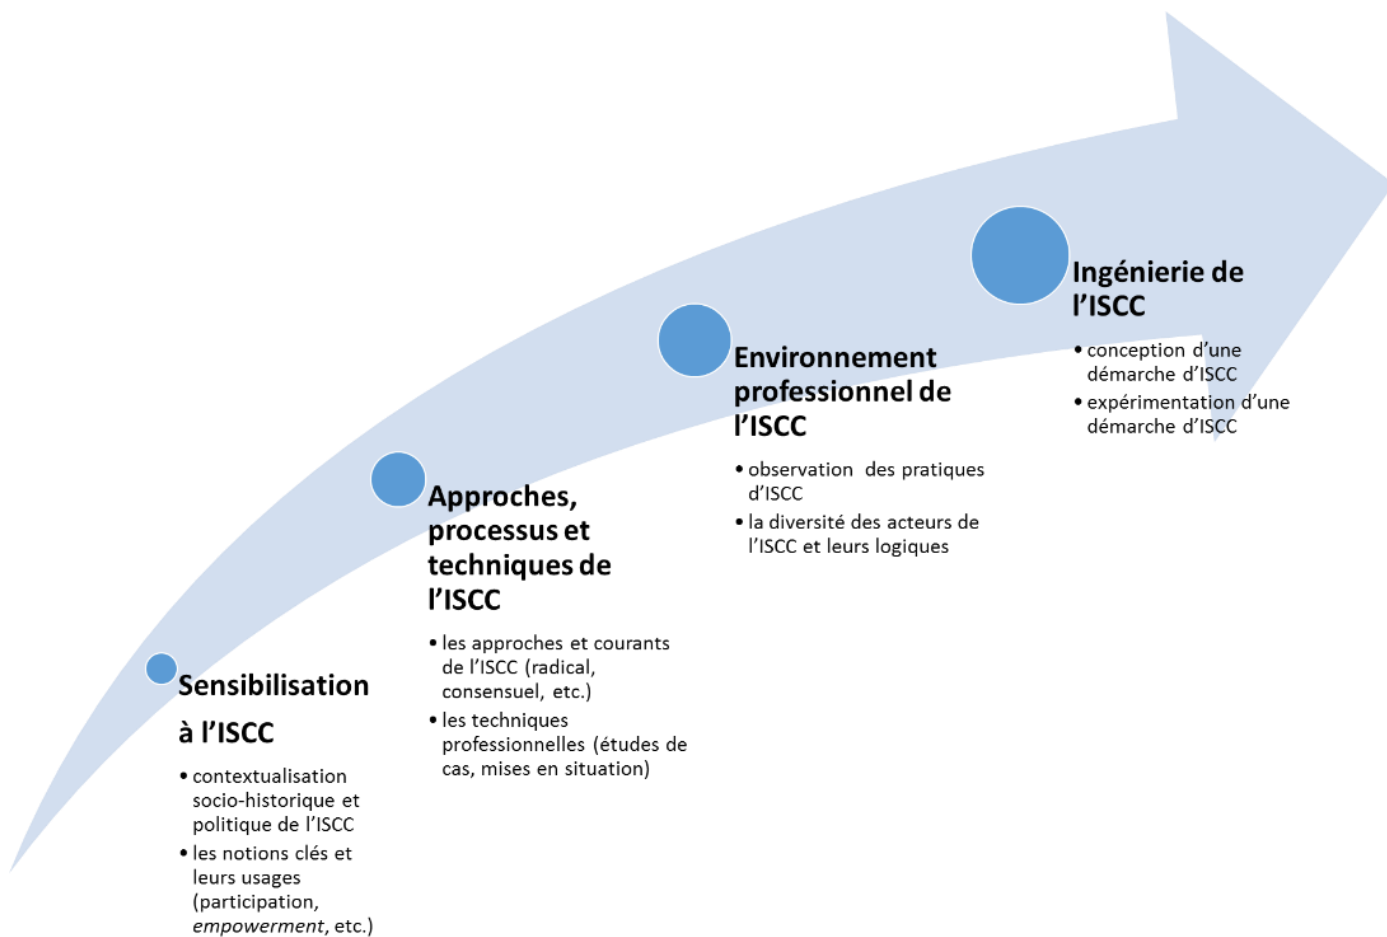 Sensibilisation
à l'ISCC
• contextualisation
socio-historique et
politique de l'ISCC
• les notions clés et
leurs usages
(participation,
empowerment, etc.)
Approches,
processus et
techniques de
l'ISCC
• les approches et courants
de l'ISCC (radical,
consensuel, etc.)
• les techniques
professionnelles (études de
cas, mises en situation)
Environnement
professionnel de
l'ISCC
• observation des pratiques
d'ISCC
• la diversité des acteurs de
l'ISCC et leurs logiques
Ingénierie de
l'ISCC
• conception d'une
démarche d'ISCC
• expérimentation d'une
démarche d'ISCC